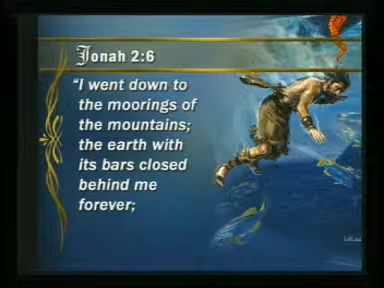 Jonah 2:6
“I went down to
the moorings of
the mountains;
the earth with
its bars closed
behind me
forever;